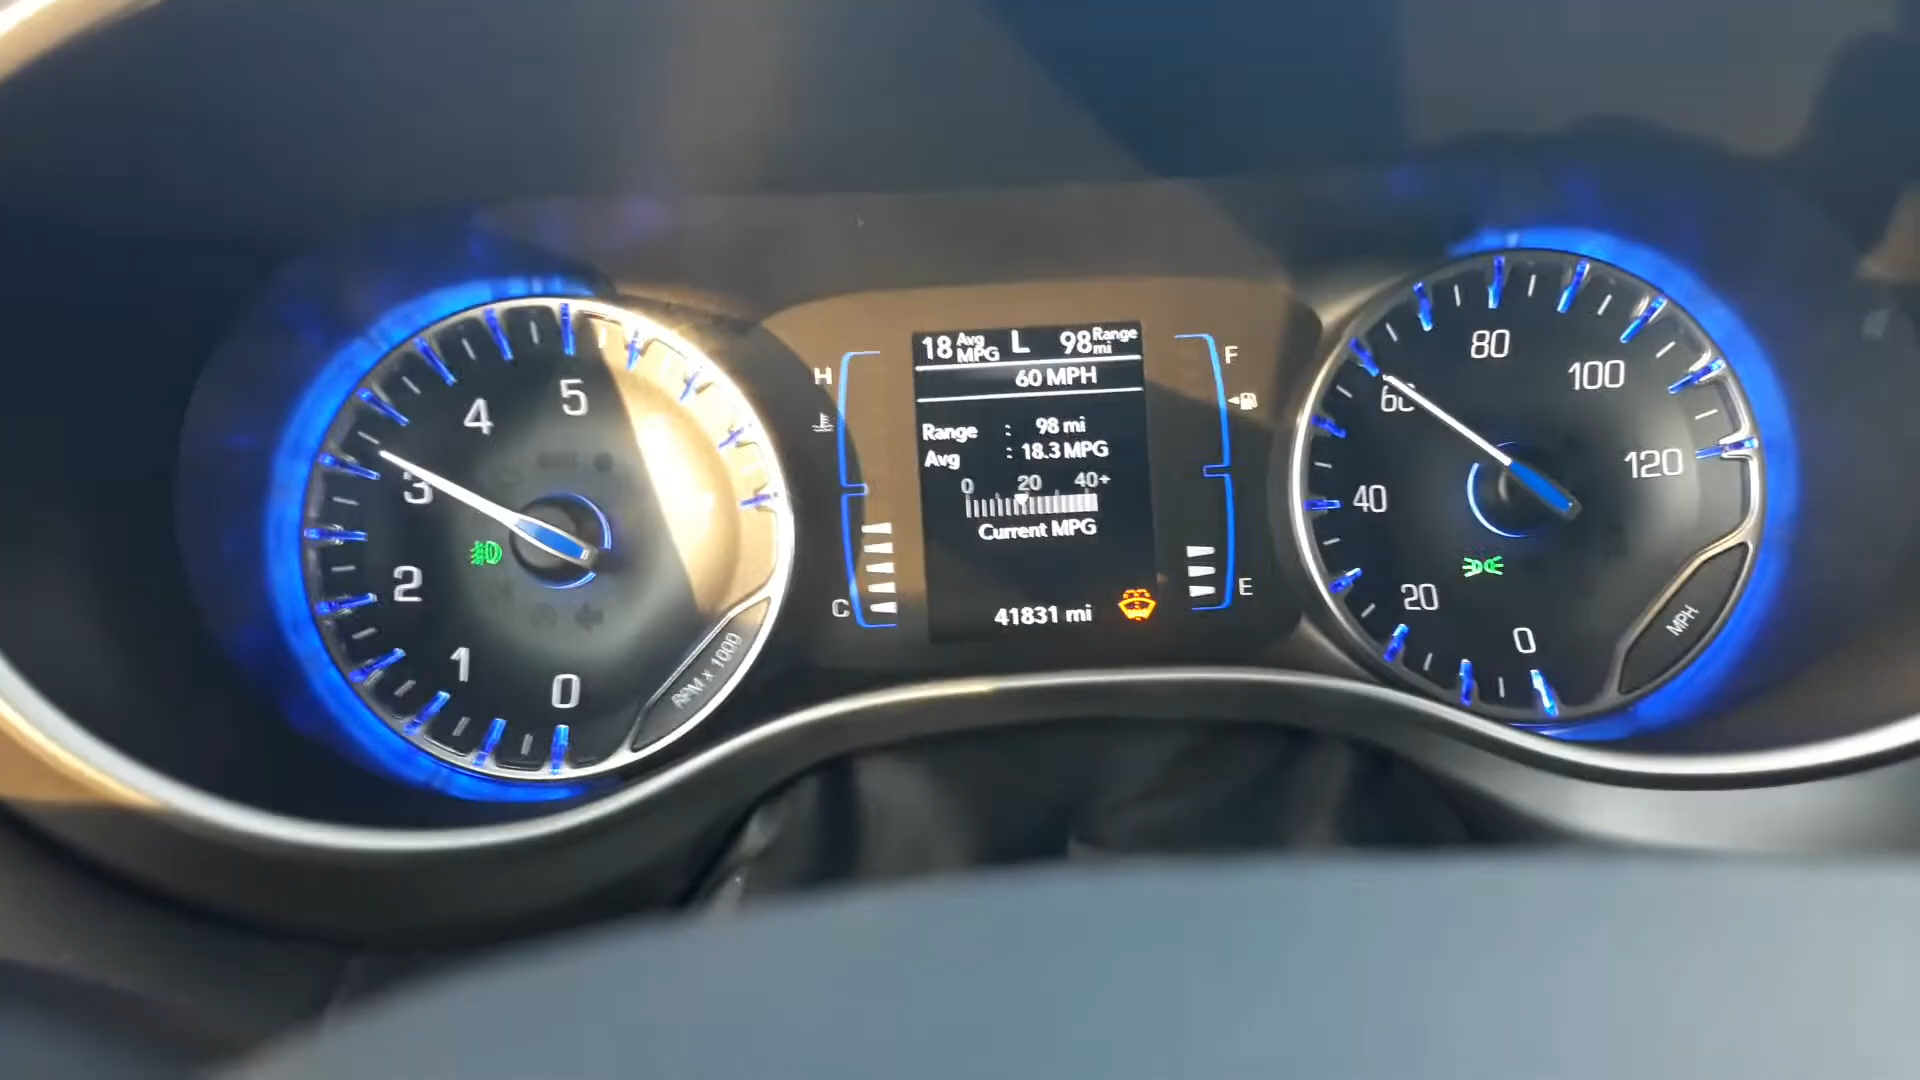 18 Avg MPG L 98 Range mi
60 MPH
Range : 98 mi
Avg : 18.3 MPG
0 20 40+
Current MPG
41831 mi
H
C
F
E
0
1
2
3
4
5
RPM x 1000
0
20
40
60
80
100
120
MPH